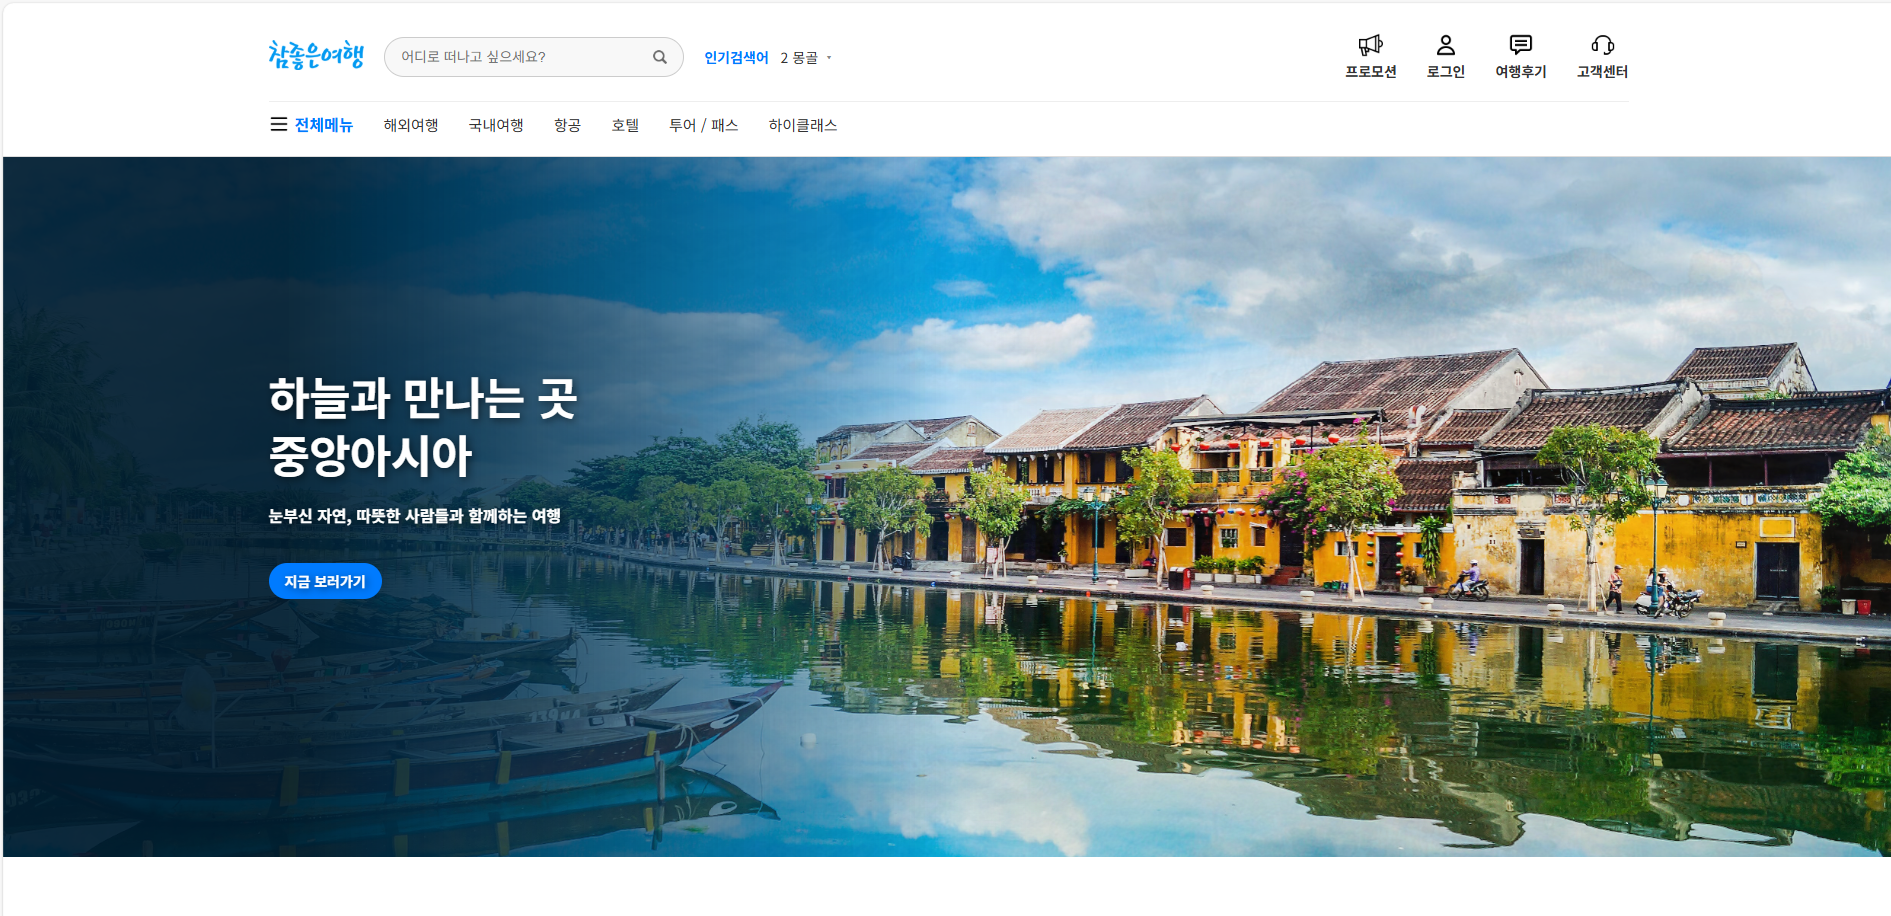 참좋은여행
어디로 떠나고 싶으세요?
인기검색어 2 몽골
프로모션 로그인 여행후기 고객센터
전체메뉴 해외여행 국내여행 항공 호텔 투어 / 패스 하이클래스
하늘과 만나는 곳
중앙아시아
눈부신 자연, 따뜻한 사람들과 함께하는 여행
지금 보러가기